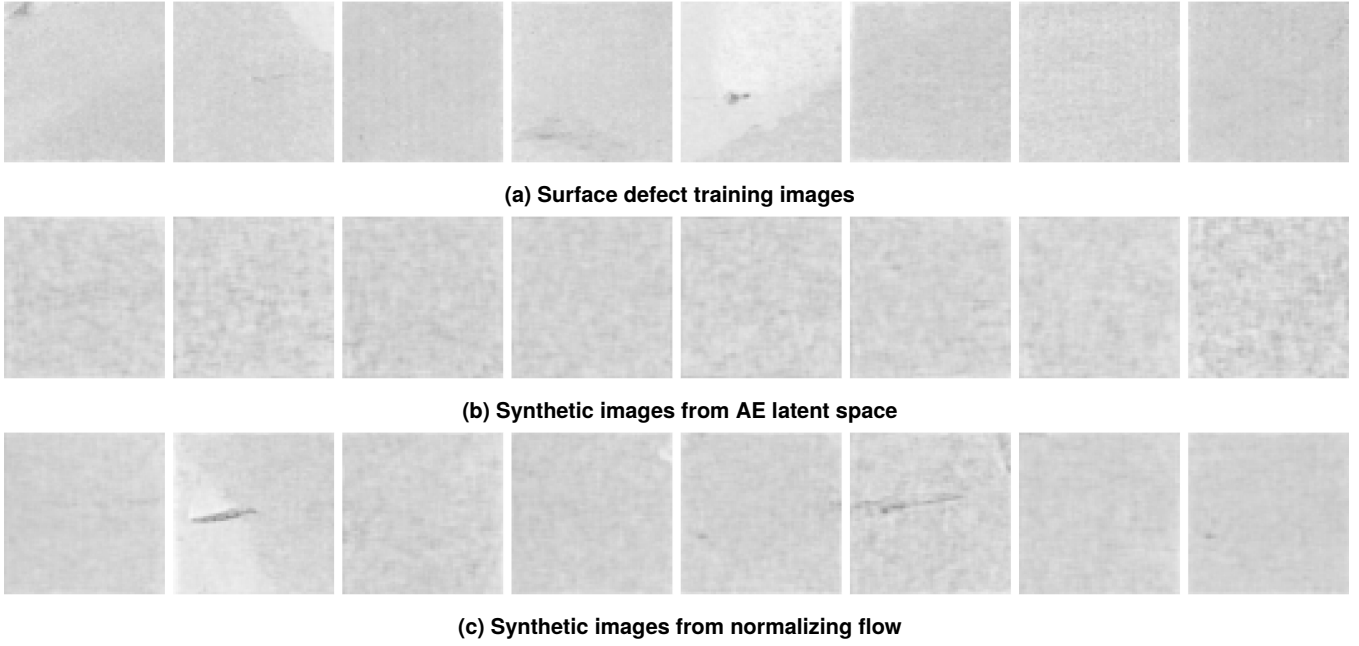 (a) Surface defect training images
(b) Synthetic images from AE latent space
(c) Synthetic images from normalizing flow